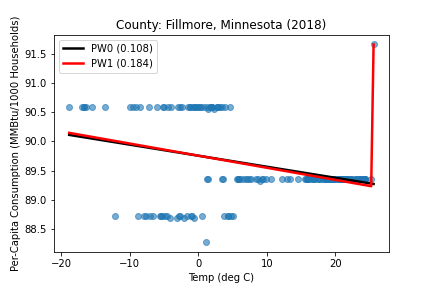 County: Fillmore, Minnesota (2018)
PW0 (0.108)
PW1 (0.184)
Per-Capita Consumption (MMBtu/1000 Households)
91.5
91.0
90.5
90.0
89.5
89.0
88.5
−20
−10
0
10
20
Temp (deg C)